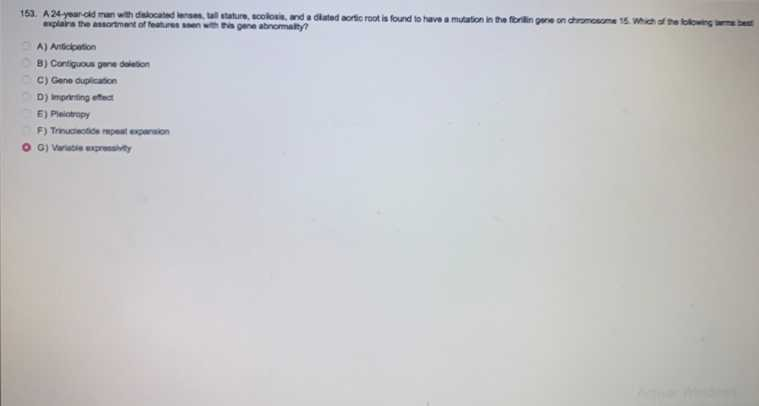 153. A 24-year-old man with dislocated lenses, tall stature, scoliosis, and a dilated aortic root is found to have a mutation in the fibrillin gene on chromosome 15. Which of the following terms best
explains the assortment of features seen with this gene abnormality?
A) Anticipation
B) Contiguous gene deletion
C) Gene duplication
D) Imprinting effect
E) Pleiotropy
F) Trinucleotide repeat expansion
G) Variable expressivity
Activar Windows